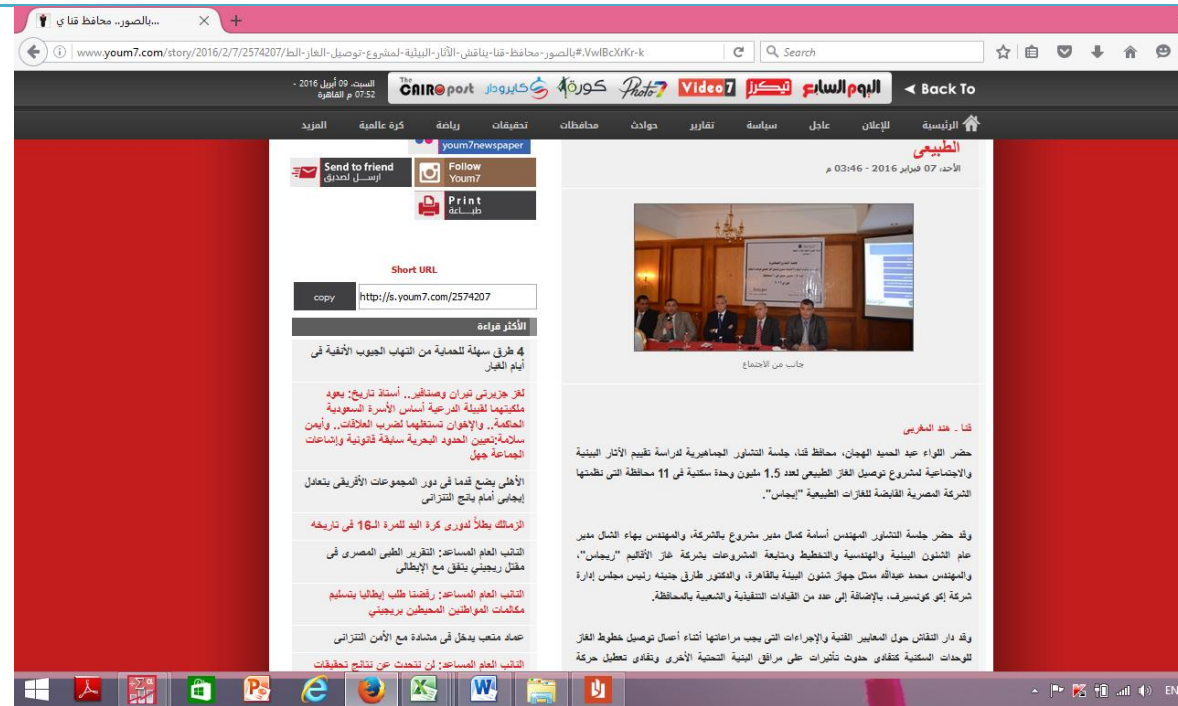 بالصور.. محافظ قنا ي...
www.youm7.com/story/2016/2/7/2574207/بالصور-محافظ-قنا-يناقش-الآثار-البيئية-لمشروع-توصيل-الغاز-الط#.VwlBcXrKr-k
Search
السبت، 09 أبريل 2016 -
07:52 م القاهرة
The CAIRO post
كايرودار
كورة
Photo7
Video7
اليوم السابع
Back To
الرئيسية
للإعلان
عاجل
سياسة
تقارير
حوادث
محافظات
تحقيقات
رياضة
كرة عالمية
المزيد
الطبيعى
الأحد، 07 فبراير 2016 - 03:46 م
جانب من الاجتماع
قنا ـ هند المغربى
حضر اللواء عبد الحميد الهجان، محافظ قنا، جلسة التشاور الجماهيرية لدراسة تقييم الآثار البيئية
والاجتماعية لمشروع توصيل الغاز الطبيعى لعدد 1.5 مليون وحدة سكنية فى 11 محافظة التى نظمتها
الشركة المصرية القابضة للغازات الطبيعية "إيجاس".
وقد حضر جلسة التشاور المهندس أسامة كمال مدير مشروع بالشركة، والمهندس بهاء الشال مدير
عام الشئون البيئية والهندسية والتخطيط ومتابعة المشروعات بشركة غاز الأقاليم "ريجاس"،
والمهندس محمد عبدالله ممثل جهاز شئون البيئة بالقاهرة، والدكتور طارق جنينه رئيس مجلس إدارة
شركة إكو كونسيرف، بالإضافة إلى عدد من القيادات التنفيذية والشعبية بالمحافظة.
وقد دار النقاش حول المعايير الفنية والإجراءات التى يجب مراعاتها أثناء أعمال توصيل خطوط الغاز
للوحدات السكنية كتفادى حدوث تأثيرات على مرافق البنية التحتية الأخرى وتفادى تعطيل حركة
youm7newspaper
Send to friend
ارســل لصديق
Follow
Youm7
Print
طبـاعة
Short URL
copy
http://s.youm7.com/2574207
الأكثر قراءة
4 طرق سهلة للحماية من التهاب الجيوب الأنفية فى
أيام الغبار
لغز جزيرتى تيران وصنافير.. أستاذ تاريخ: يعود
ملكيتهما لقبيلة الدرعية أساس الأسرة السعودية
الحاكمة.. والإخوان تستغلهما لضرب العلاقات.. وأيمن
سلامة:تعيين الحدود البحرية سابقة قانونية وإشاعات
الجماعة جهل
الأهلى يضع قدما فى دور المجموعات الأفريقى بتعادل
إيجابى أمام يانج التنزانى
الزمالك بطلاً لدورى كرة اليد للمرة الـ16 فى تاريخه
النائب العام المساعد: التقرير الطبى المصرى فى
مقتل ريجينى يتفق مع الإيطالى
النائب العام المساعد: رفضنا طلب إيطاليا بتسليم
مكالمات المواطنين المحيطين بريجينى
عماد متعب يدخل فى مشادة مع الأمن التنزانى
النائب العام المساعد: لن نتحدث عن نتائج تحقيقات
EN